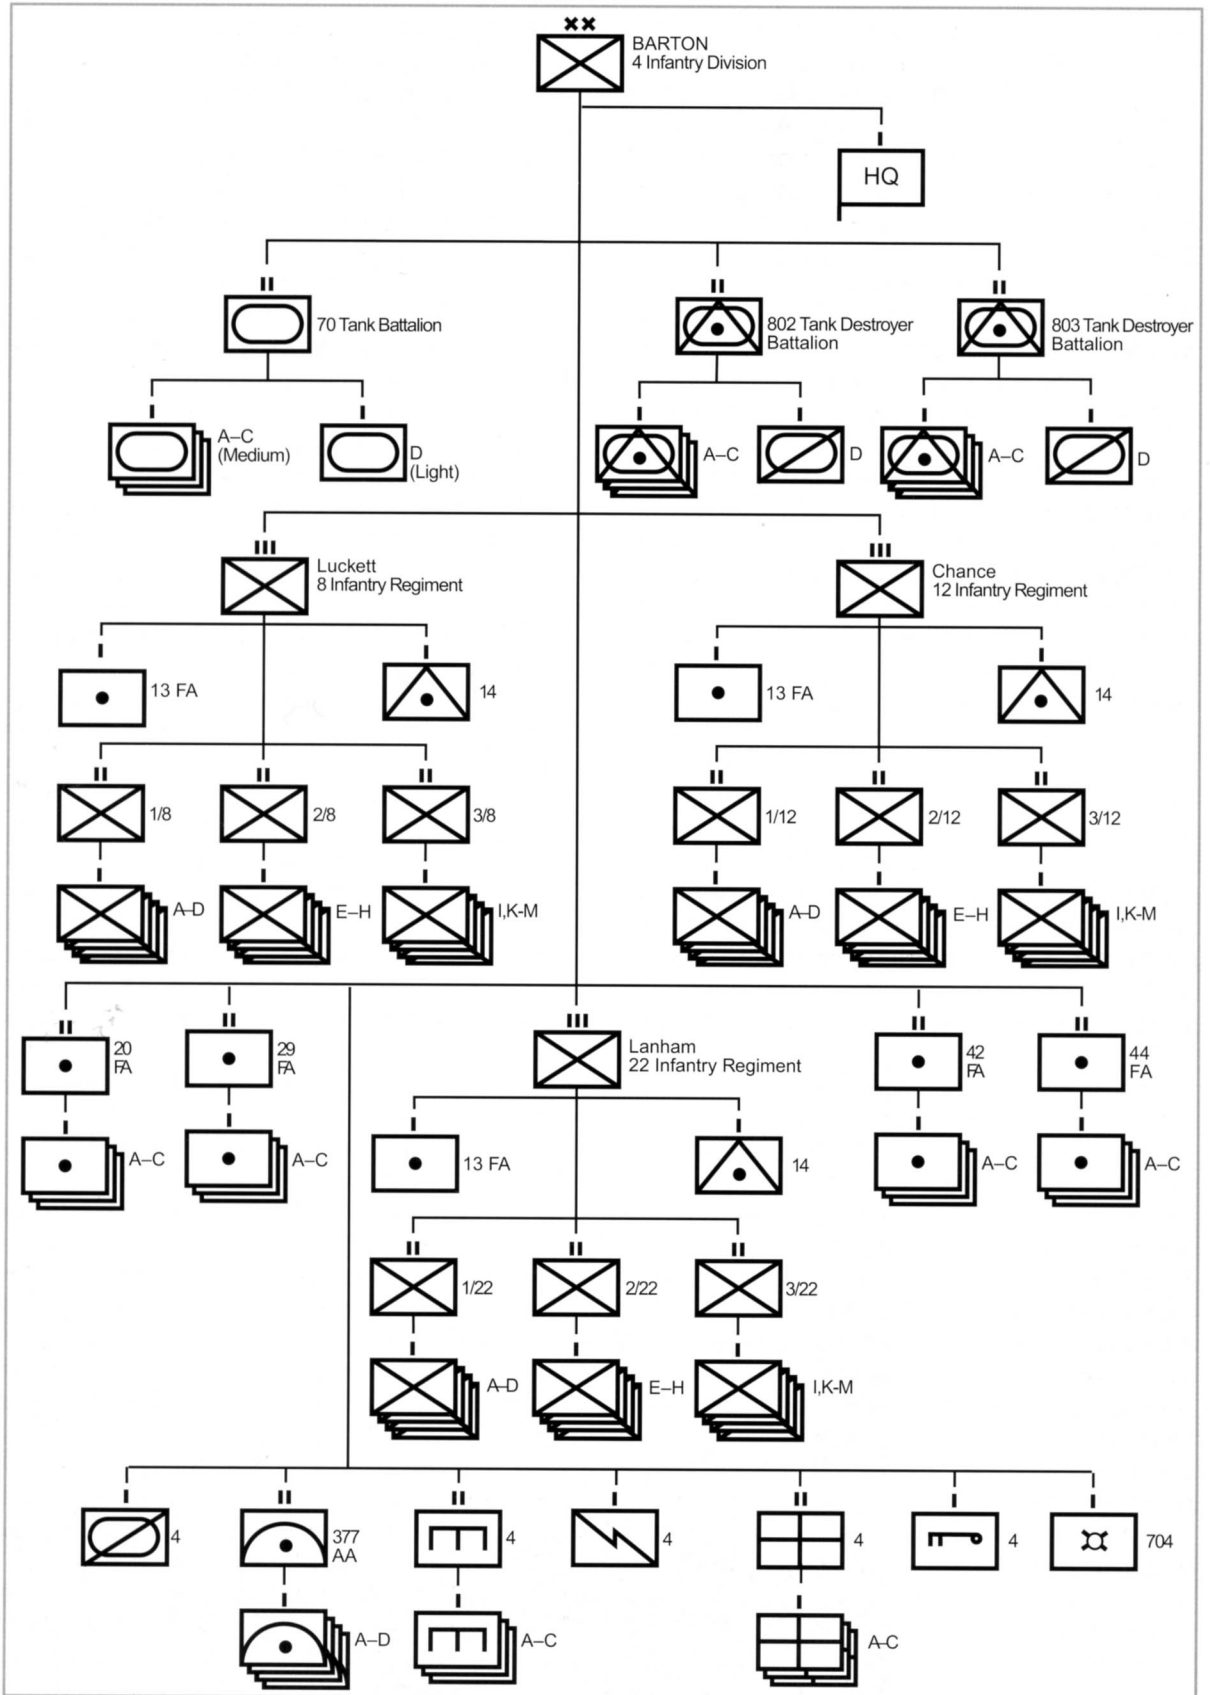 BARTON
4 Infantry Division
HQ
70 Tank Battalion
802 Tank Destroyer
Battalion
803 Tank Destroyer
Battalion
A–C
(Medium)
D
(Light)
A–C
D
A–C
D
Luckett
8 Infantry Regiment
Chance
12 Infantry Regiment
13 FA
14
13 FA
14
1/8
2/8
3/8
1/12
2/12
3/12
A–D
E–H
I,K-M
A–D
E–H
I,K-M
20
FA
29
FA
Lanham
22 Infantry Regiment
42
FA
44
FA
A–C
A–C
13 FA
14
A–C
A–C
1/22
2/22
3/22
A–D
E–H
I,K-M
4
377
AA
4
4
4
4
704
A–D
A–C
A–C